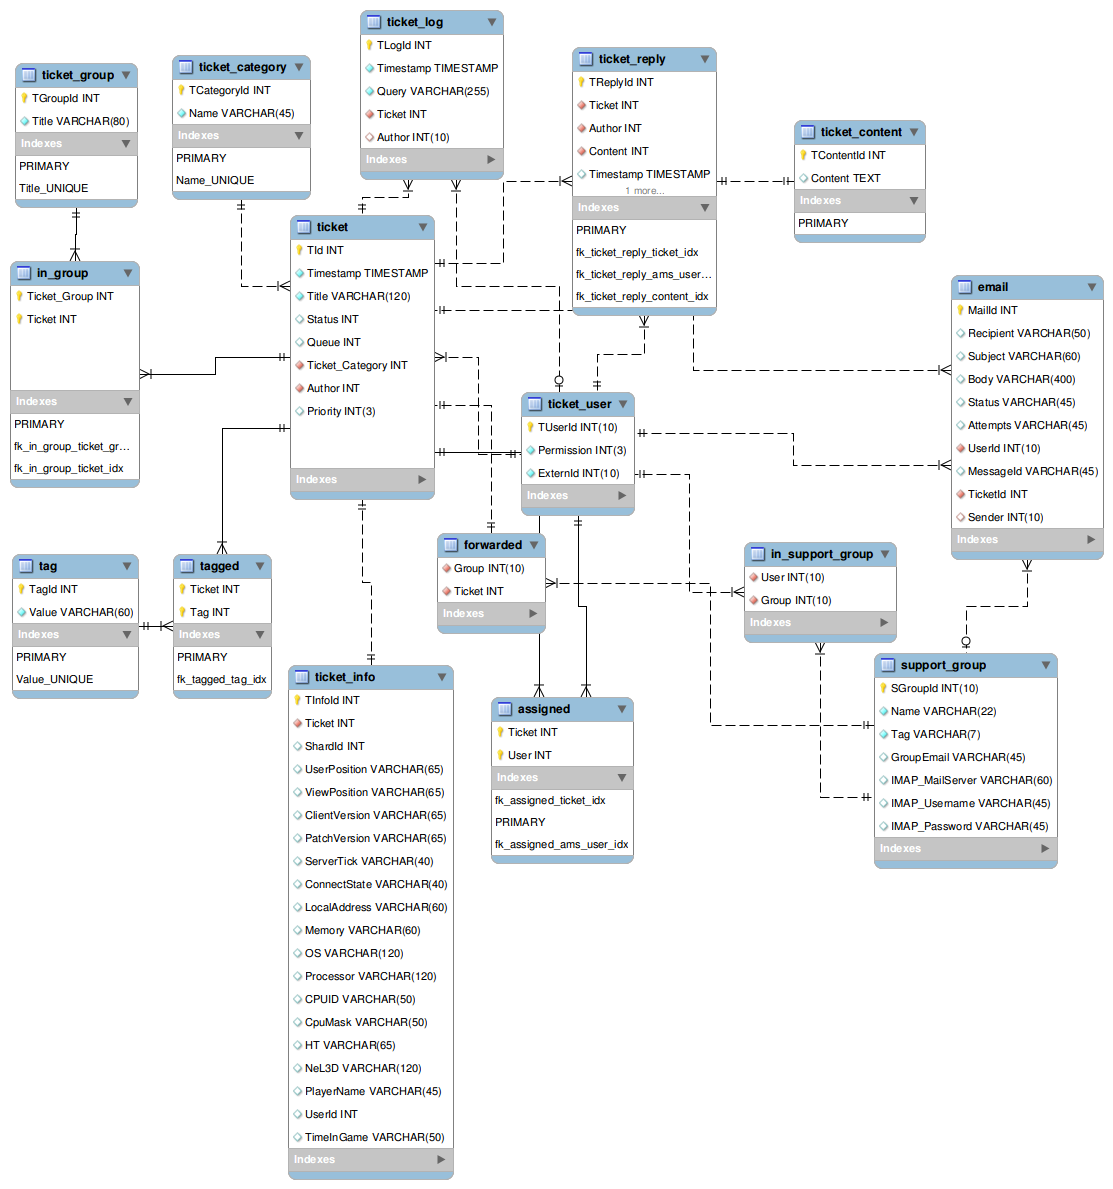 ticket_log
TLogId INT
Timestamp TIMESTAMP
Query VARCHAR(255)
Ticket INT
Author INT(10)
Indexes
ticket_group
TGroupId INT
Title VARCHAR(80)
Indexes
PRIMARY
Title_UNIQUE
ticket_category
TCategoryId INT
Name VARCHAR(45)
Indexes
PRIMARY
Name_UNIQUE
ticket_reply
TReplyId INT
Ticket INT
Author INT
Content INT
Timestamp TIMESTAMP
1 more...
Indexes
PRIMARY
fk_ticket_reply_ticket_idx
fk_ticket_reply_ams_user...
fk_ticket_reply_content_idx
ticket_content
TContentId INT
Content TEXT
Indexes
PRIMARY
ticket
TId INT
Timestamp TIMESTAMP
Title VARCHAR(120)
Status INT
Queue INT
Ticket_Category INT
Author INT
Priority INT(3)
Indexes
in_group
Ticket_Group INT
Ticket INT
Indexes
PRIMARY
fk_in_group_ticket_gr...
fk_in_group_ticket_idx
email
MailId INT
Recipient VARCHAR(50)
Subject VARCHAR(60)
Body VARCHAR(400)
Status VARCHAR(45)
Attempts VARCHAR(45)
UserId INT(10)
MessageId VARCHAR(45)
TicketId INT
Sender INT(10)
Indexes
ticket_user
TUserId INT(10)
Permission INT(3)
ExternId INT(10)
Indexes
forwarded
Group INT(10)
Ticket INT
Indexes
in_support_group
User INT(10)
Group INT(10)
Indexes
tag
TagId INT
Value VARCHAR(60)
Indexes
PRIMARY
Value_UNIQUE
tagged
Ticket INT
Tag INT
Indexes
PRIMARY
fk_tagged_tag_idx
ticket_info
TInfoId INT
Ticket INT
ShardId INT
UserPosition VARCHAR(65)
ViewPosition VARCHAR(65)
ClientVersion VARCHAR(65)
PatchVersion VARCHAR(65)
ServerTick VARCHAR(40)
ConnectState VARCHAR(40)
LocalAddress VARCHAR(60)
Memory VARCHAR(60)
OS VARCHAR(120)
Processor VARCHAR(120)
CPUID VARCHAR(50)
CpuMask VARCHAR(50)
HT VARCHAR(65)
NeL3D VARCHAR(120)
PlayerName VARCHAR(45)
UserId INT
TimeInGame VARCHAR(50)
Indexes
assigned
Ticket INT
User INT
Indexes
fk_assigned_ticket_idx
PRIMARY
fk_assigned_ams_user_idx
support_group
SGroupId INT(10)
Name VARCHAR(22)
Tag VARCHAR(7)
GroupEmail VARCHAR(45)
IMAP_MailServer VARCHAR(60)
IMAP_Username VARCHAR(45)
IMAP_Password VARCHAR(45)
Indexes